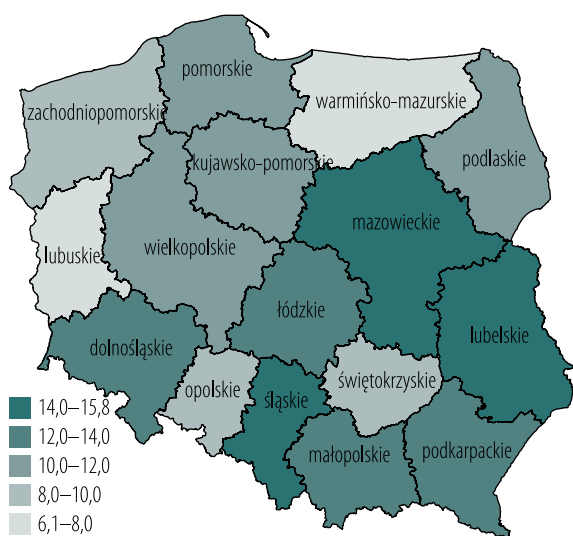 pomorskie
zachodniopomorskie
warmińsko-mazurskie
kujawsko-pomorskie
podlaskie
mazowieckie
lubuskie
wielkopolskie
łódzkie
lubelskie
dolnośląskie
opolskie
śląskie
świętokrzyskie
małopolskie
podkarpackie
14,0–15,8
12,0–14,0
10,0–12,0
8,0–10,0
6,1–8,0